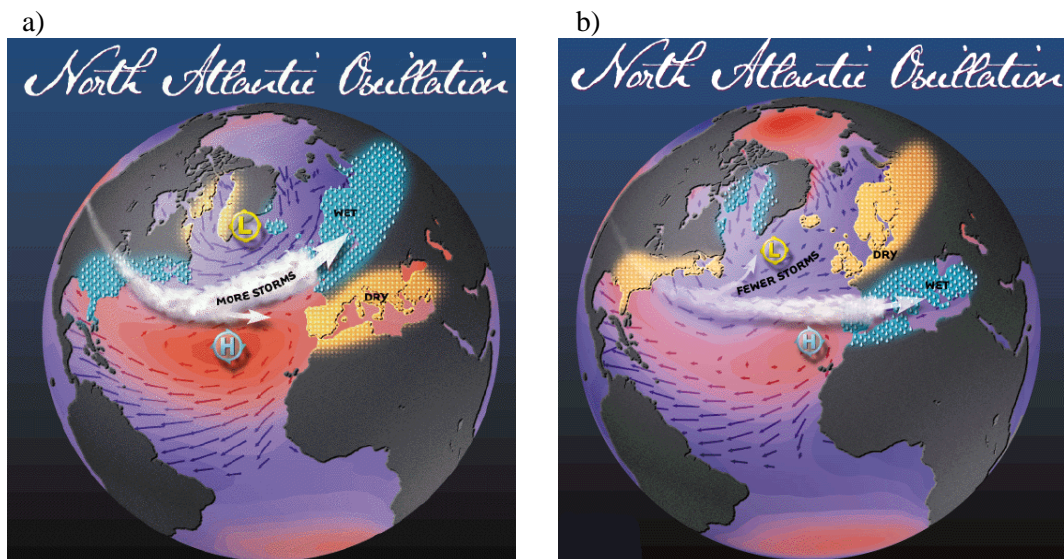 a)
North Atlantic Oscillation
WET
L
MORE STORMS
DRY
H
b)
North Atlantic Oscillation
L
DRY
FEWER STORMS
WET
H